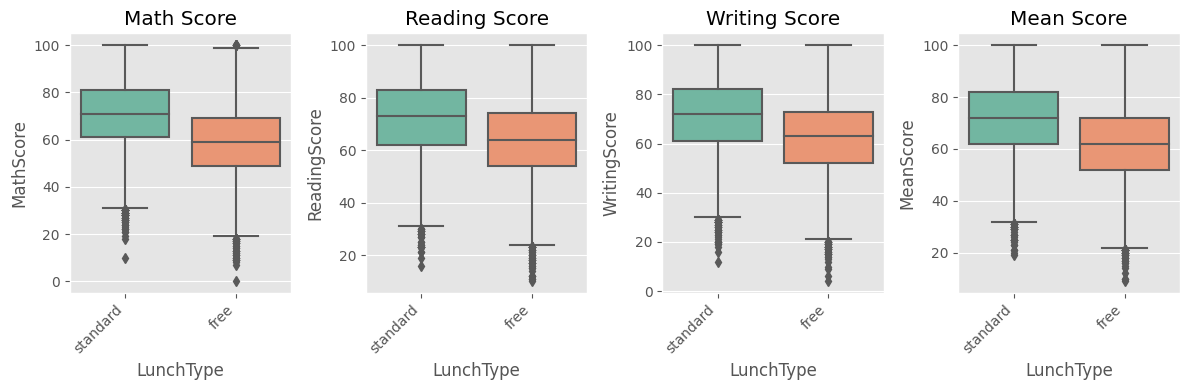 Math Score
100
80
60
40
20
0
MathScore
standard
free
LunchType
Reading Score
100
80
60
40
20
ReadingScore
standard
free
LunchType
Writing Score
100
80
60
40
20
0
WritingScore
standard
free
LunchType
Mean Score
100
80
60
40
20
MeanScore
standard
free
LunchType